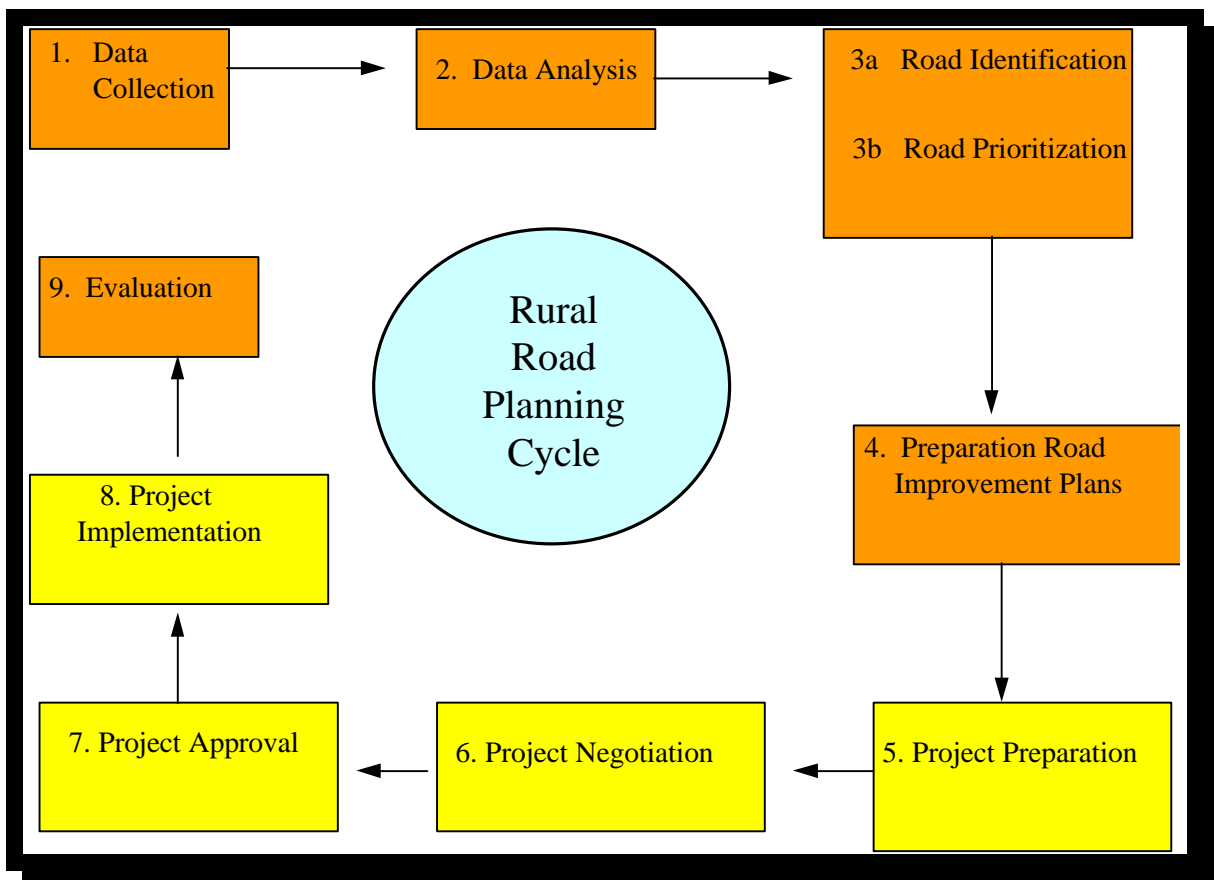 1. Data
Collection
2. Data Analysis
3a Road Identification
3b Road Prioritization
9. Evaluation
Rural
Road
Planning
Cycle
4. Preparation Road
Improvement Plans
8. Project
Implementation
7. Project Approval
6. Project Negotiation
5. Project Preparation